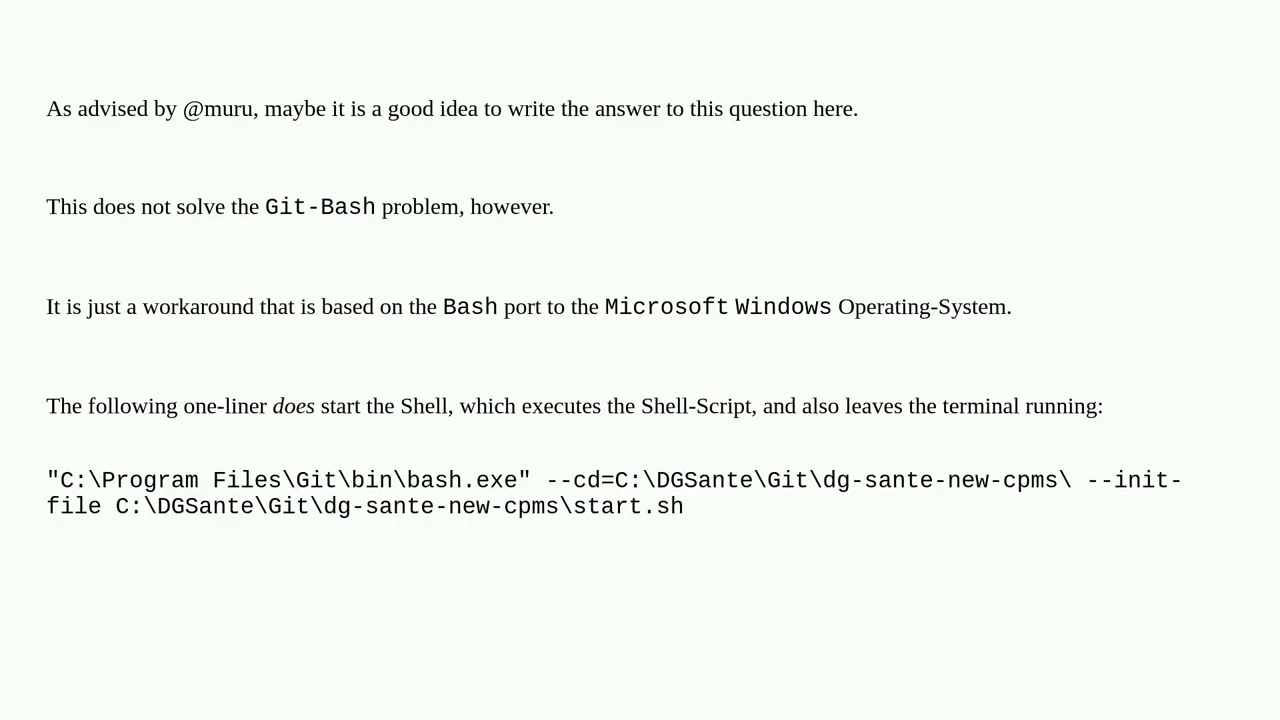 As advised by @muru, maybe it is a good idea to write the answer to this question here.
This does not solve the Git-Bash problem, however.
It is just a workaround that is based on the Bash port to the Microsoft Windows Operating-System.
The following one-liner does start the Shell, which executes the Shell-Script, and also leaves the terminal running:
"C:\Program Files\Git\bin\bash.exe" --cd=C:\DGSante\Git\dg-sante-new-cpms\ --init-
file C:\DGSante\Git\dg-sante-new-cpms\start.sh